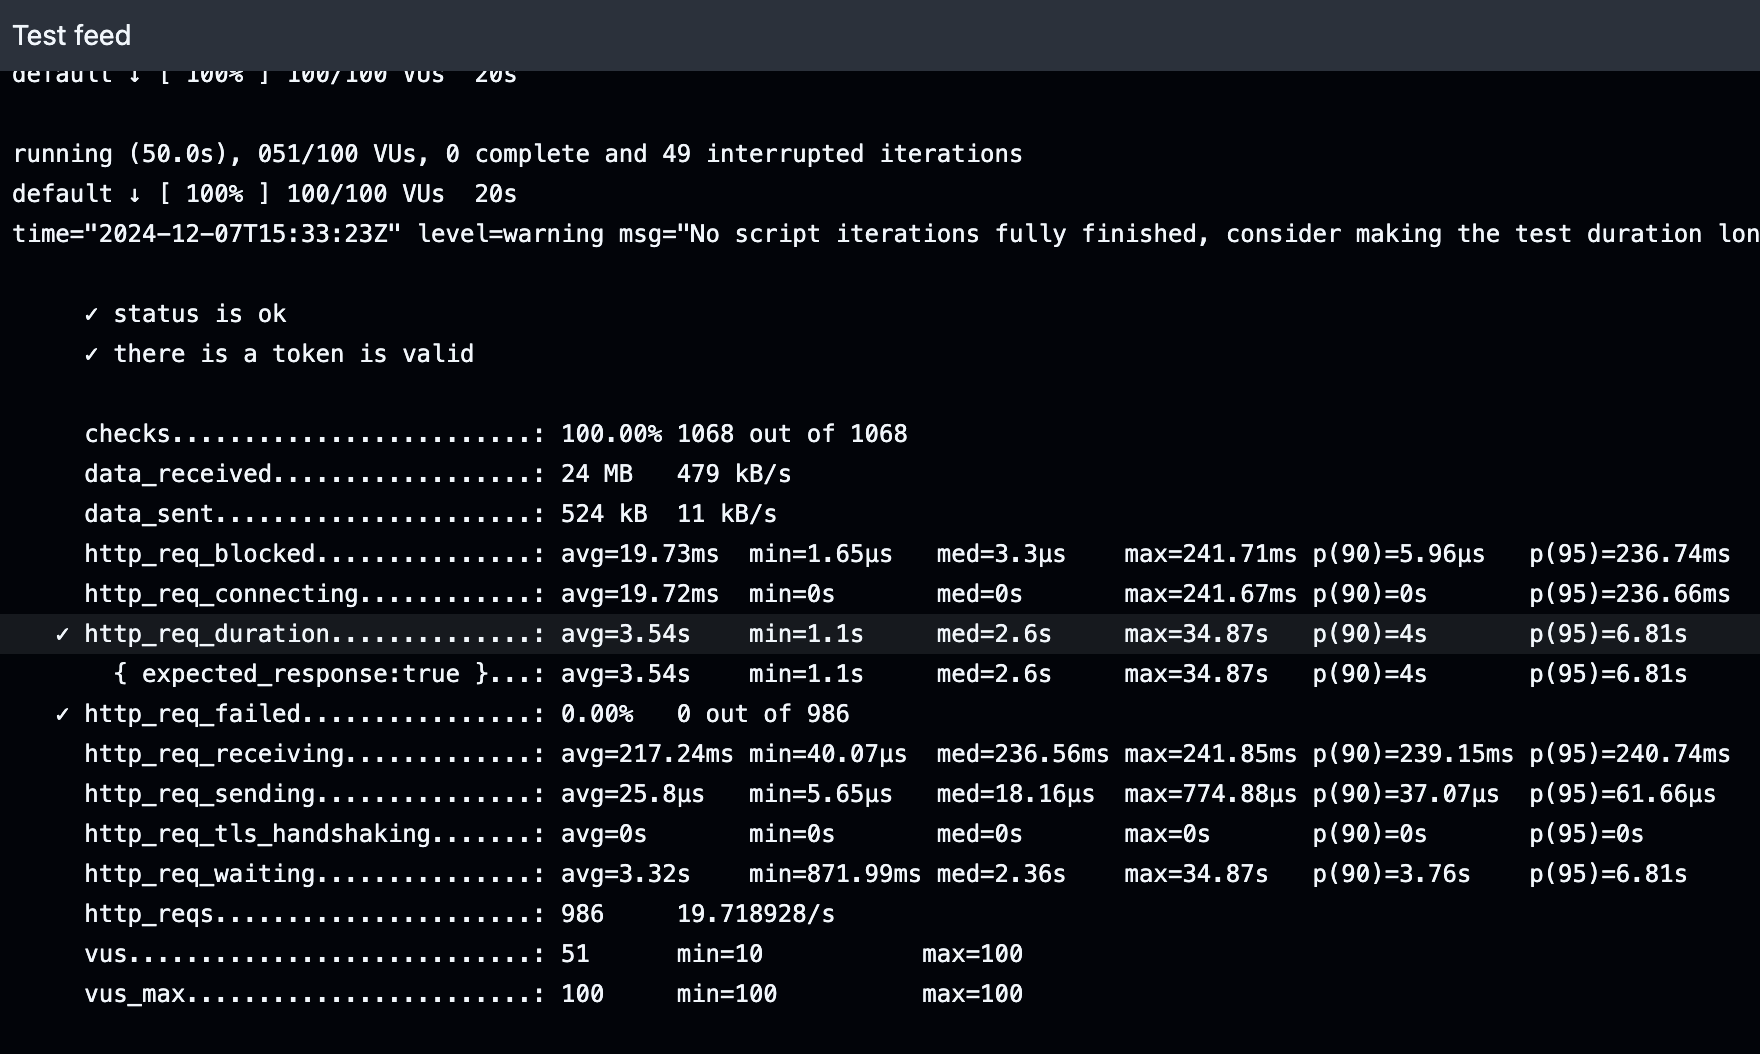 Test feed
default ↓ [ 100% ] 100/100 VUs  20s
running (50.0s), 051/100 VUs, 0 complete and 49 interrupted iterations
default ↓ [ 100% ] 100/100 VUs  20s
time="2024-12-07T15:33:23Z" level=warning msg="No script iterations fully finished, consider making the test duration lon
✓ status is ok
✓ there is a token is valid
checks.........................: 100.00% 1068 out of 1068
data_received..................: 24 MB   479 kB/s
data_sent......................: 524 kB  11 kB/s
http_req_blocked...............: avg=19.73ms  min=1.65µs   med=3.3µs    max=241.71ms p(90)=5.96µs   p(95)=236.74ms
http_req_connecting............: avg=19.72ms  min=0s       med=0s       max=241.67ms p(90)=0s       p(95)=236.66ms
✓ http_req_duration..............: avg=3.54s    min=1.1s     med=2.6s     max=34.87s   p(90)=4s       p(95)=6.81s
{ expected_response:true }...: avg=3.54s    min=1.1s     med=2.6s     max=34.87s   p(90)=4s       p(95)=6.81s
✓ http_req_failed................: 0.00%   0 out of 986
http_req_receiving.............: avg=217.24ms min=40.07µs  med=236.56ms max=241.85ms p(90)=239.15ms p(95)=240.74ms
http_req_sending...............: avg=25.8µs   min=5.65µs   med=18.16µs  max=774.88µs p(90)=37.07µs  p(95)=61.66µs
http_req_tls_handshaking.......: avg=0s       min=0s       med=0s       max=0s       p(90)=0s       p(95)=0s
http_req_waiting...............: avg=3.32s    min=871.99ms med=2.36s    max=34.87s   p(90)=3.76s    p(95)=6.81s
http_reqs......................: 986     19.718928/s
vus............................: 51      min=10           max=100
vus_max........................: 100     min=100          max=100